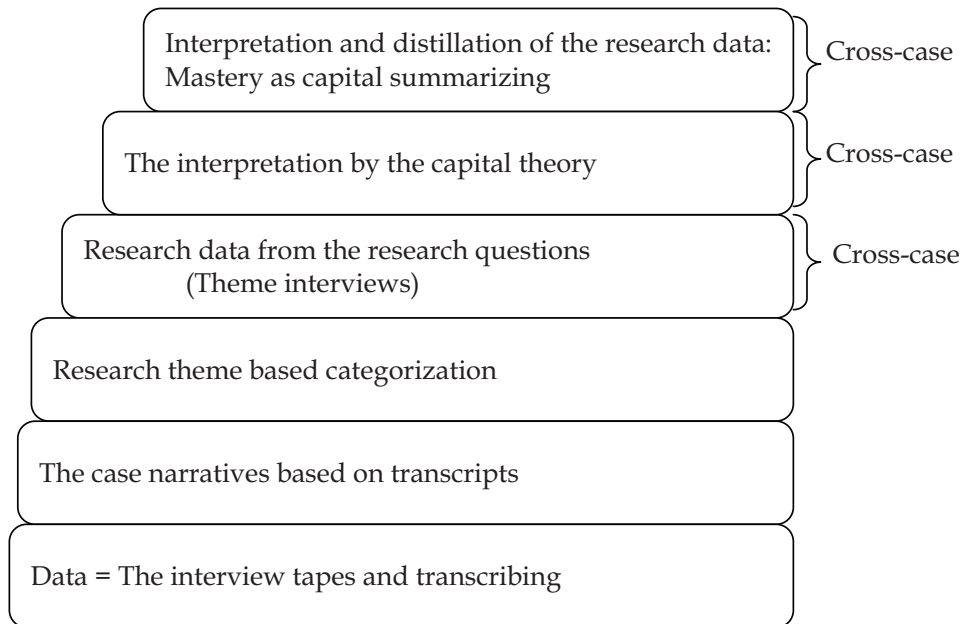 Interpretation and distillation of the research data:
Mastery as capital summarizing
Cross-case
The interpretation by the capital theory
Cross-case
Research data from the research questions
(Theme interviews)
Cross-case
Research theme based categorization
The case narratives based on transcripts
Data = The interview tapes and transcribing